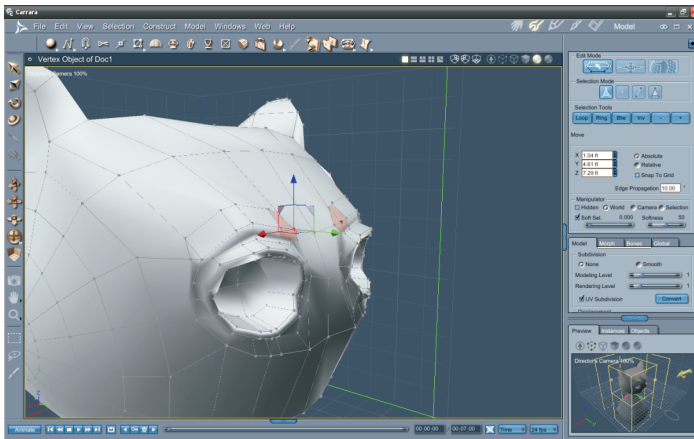 Carrara
File Edit View Selection Construct Model Windows Web Help
Model
Vertex Object of Doc1
Camera 100%
Edit Mode
Selection Mode
Selection Tools
Loop Ring Btw Inv - +
Move
X 1.04 ft Absolute
Y 4.61 ft Relative
Z 7.29 ft Snap To Grid
Edge Propagation 10.00 °
Manipulator
Hidden World Camera Selection
Soft Sel. 0.000 Softness 50
Model Morph Bones Global
Subdivision
None Smooth
Modeling Level 1
Rendering Level 1
UV Subdivision Convert
Preview Instances Objects
Director's Camera 100%
Animate 00:00:00 00:07:00 Time 24 fps